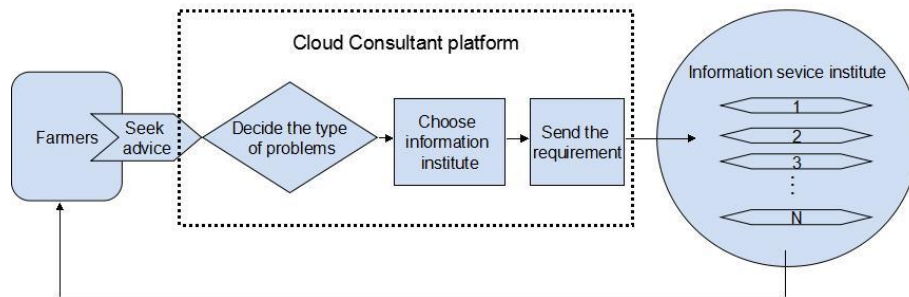 Cloud Consultant platform
Farmers
Seek
advice
Decide the type
of problems
Choose
information
institute
Send the
requirement
Information sevice institute
1
2
3
⋮
N